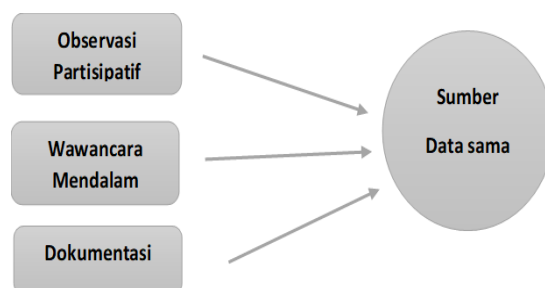 Observasi
Partisipatif
Wawancara
Mendalam
Dokumentasi
Sumber
Data sama